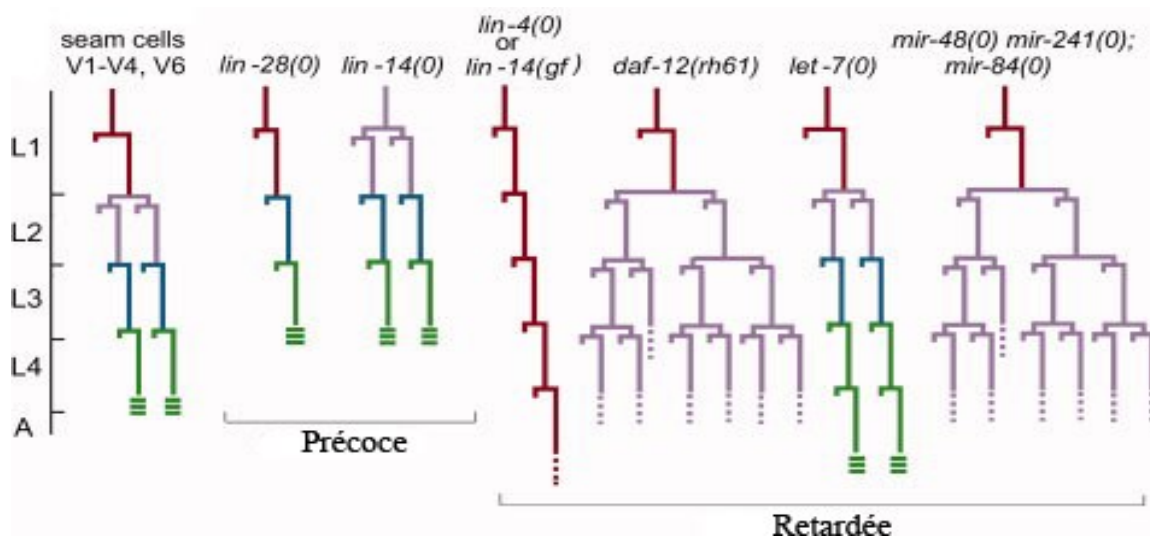 seam cells
V1-V4, V6
lin -28(0)
lin -14(0)
lin -4(0)
or
lin -14(gf )
daf -12(rh61)
let -7(0)
mir -48(0) mir -241(0);
mir -84(0)
L1
L2
L3
L4
A
Précoce
Retardée